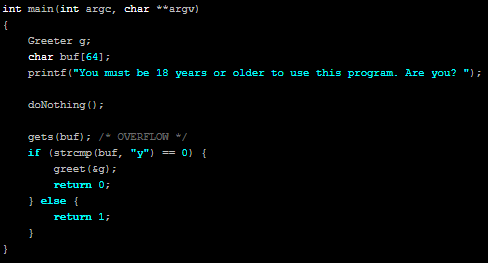 int main(int argc, char **argv)
{
    Greeter g;
    char buf[64];
    printf("You must be 18 years or older to use this program. Are you? ");

    doNothing();

    gets(buf); /* OVERFLOW */
    if (strcmp(buf, "y") == 0) {
        greet(&g);
        return 0;
    } else {
        return 1;
    }
}